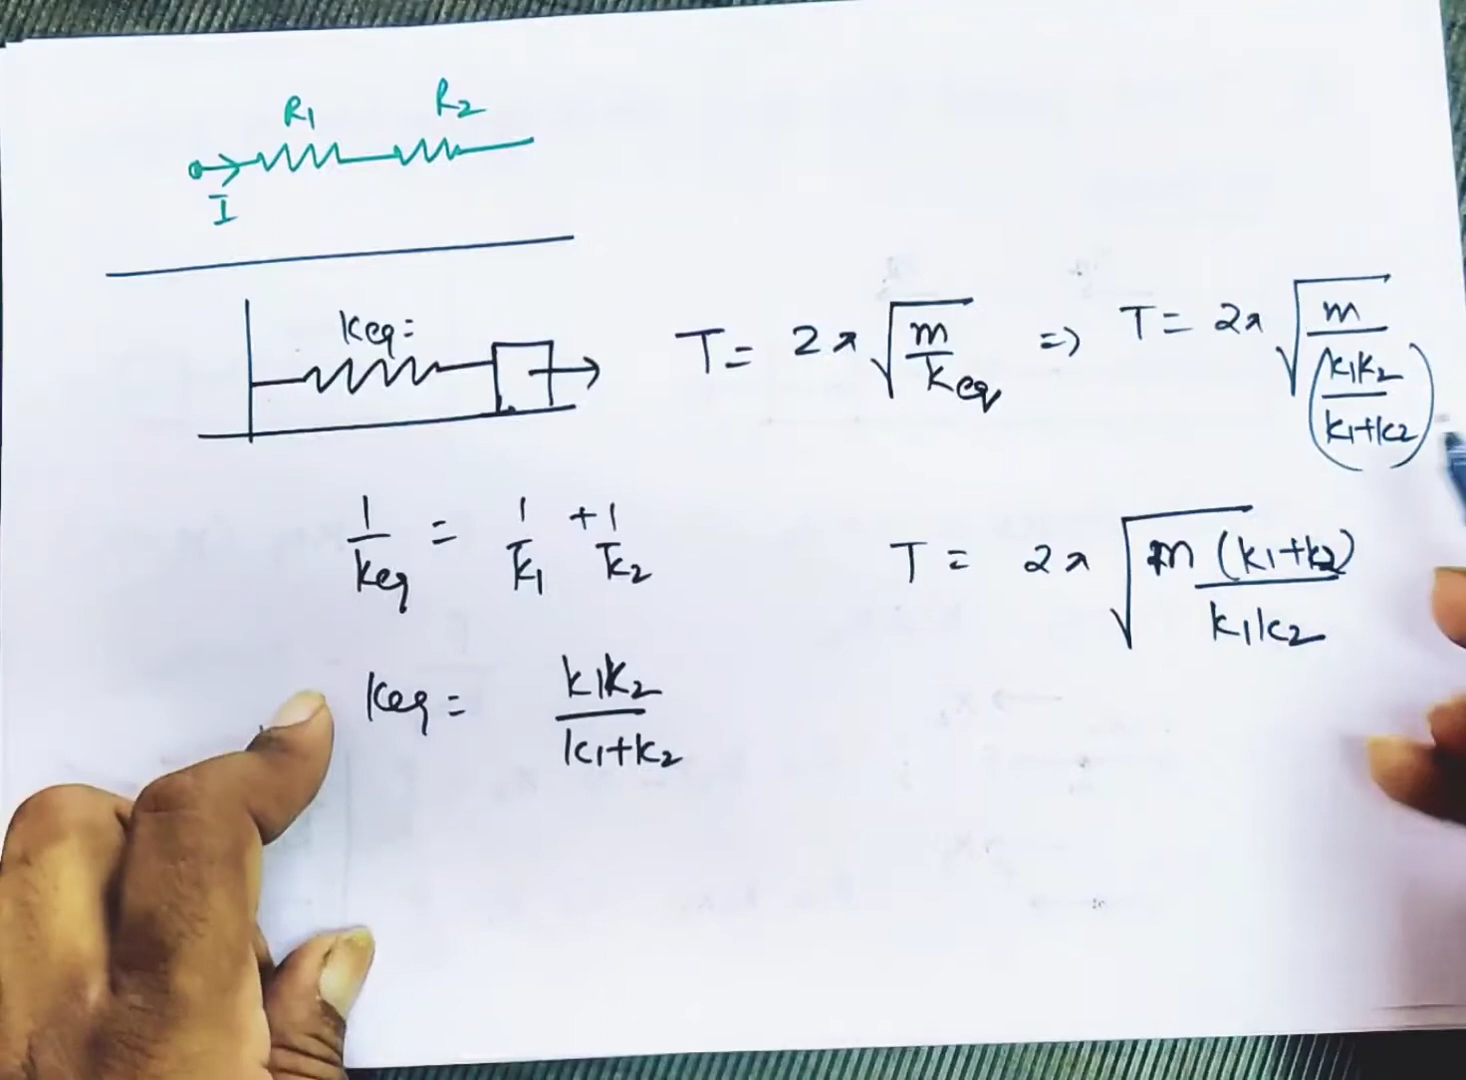 R₁ R₂
I
keq=
T = 2π √(m/keq) => T = 2π √(m/(k₁k₂/(k₁+k₂)))
1/keq = 1/k₁ + 1/k₂
T = 2π √(m (k₁+k₂)/k₁k₂)
keq = k₁k₂/(k₁+k₂)